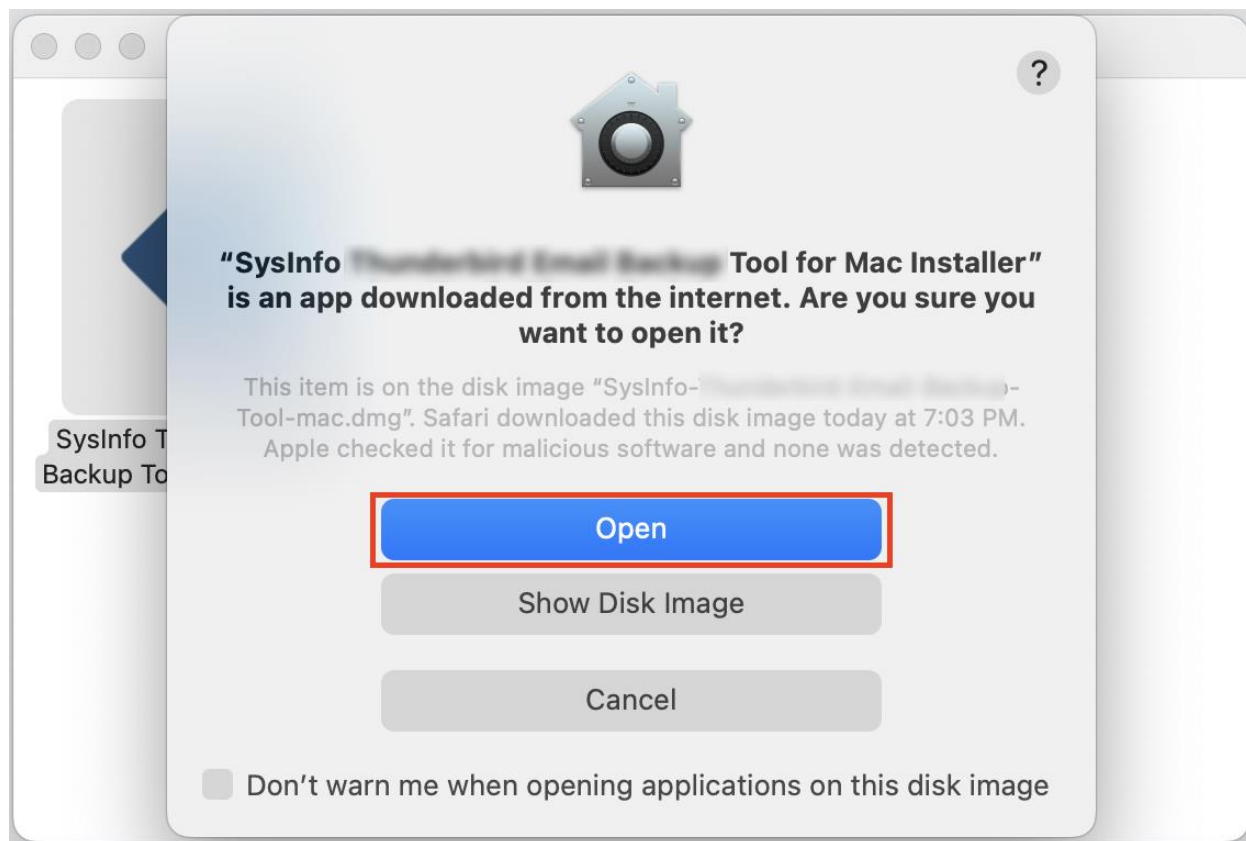 ?
“SysInfo Tool for Mac Installer”
is an app downloaded from the internet. Are you sure you
want to open it?
This item is on the disk image “SysInfo-
Tool-mac.dmg”. Safari downloaded this disk image today at 7:03 PM.
Apple checked it for malicious software and none was detected.
SysInfo T
Backup To
Open
Show Disk Image
Cancel
Don’t warn me when opening applications on this disk image